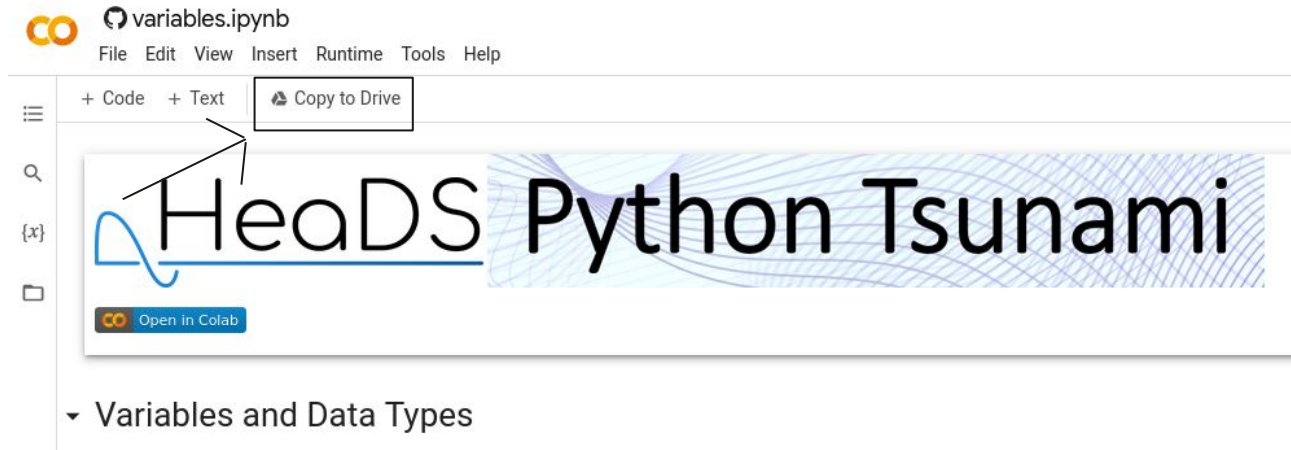 CO variables.ipynb
File Edit View Insert Runtime Tools Help
+ Code + Text Copy to Drive
HeaDS Python Tsunami
{x}
CO Open in Colab
Variables and Data Types